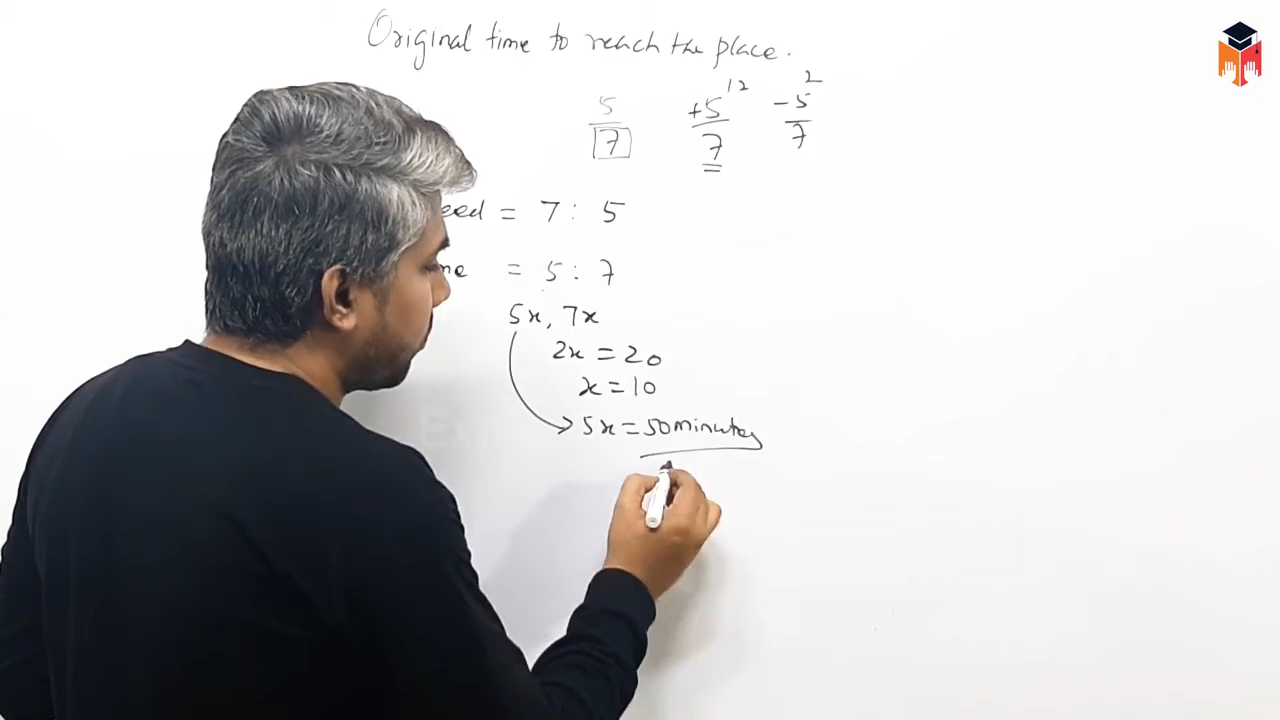 Original time to reach the place.
5 +5 12 -5 2
7 7 7
eed = 7 : 5
me = 5 : 7
5x, 7x
2x = 20
x = 10
5x = 50 minutes